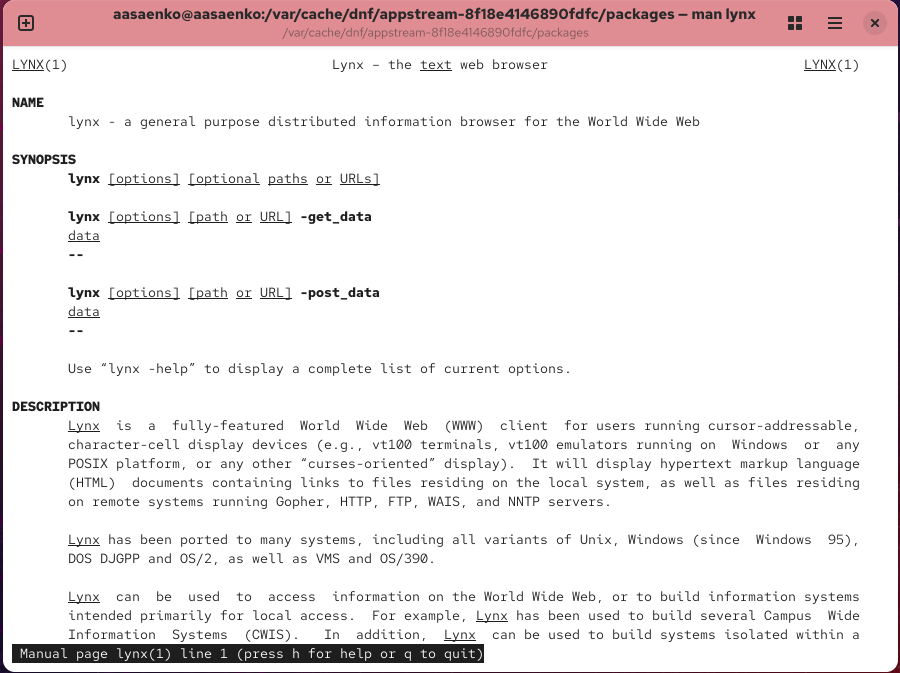 aasaenko@aasaenko:/var/cache/dnf/appstream-8f18e4146890fdfc/packages — man lynx
/var/cache/dnf/appstream-8f18e4146890fdfc/packages
LYNX(1) Lynx – the text web browser LYNX(1)
NAME
lynx - a general purpose distributed information browser for the World Wide Web
SYNOPSIS
lynx [options] [optional paths or URLs]
lynx [options] [path or URL] -get_data
data
--
lynx [options] [path or URL] -post_data
data
--
Use “lynx -help” to display a complete list of current options.
DESCRIPTION
Lynx is a fully-featured World Wide Web (WWW) client for users running cursor-addressable,
character-cell display devices (e.g., vt100 terminals, vt100 emulators running on Windows or any
POSIX platform, or any other “curses-oriented” display). It will display hypertext markup language
(HTML) documents containing links to files residing on the local system, as well as files residing
on remote systems running Gopher, HTTP, FTP, WAIS, and NNTP servers.
Lynx has been ported to many systems, including all variants of Unix, Windows (since Windows 95),
DOS DJGPP and OS/2, as well as VMS and OS/390.
Lynx can be used to access information on the World Wide Web, or to build information systems
intended primarily for local access. For example, Lynx has been used to build several Campus Wide
Information Systems (CWIS). In addition, Lynx can be used to build systems isolated within a
Manual page lynx(1) line 1 (press h for help or q to quit)